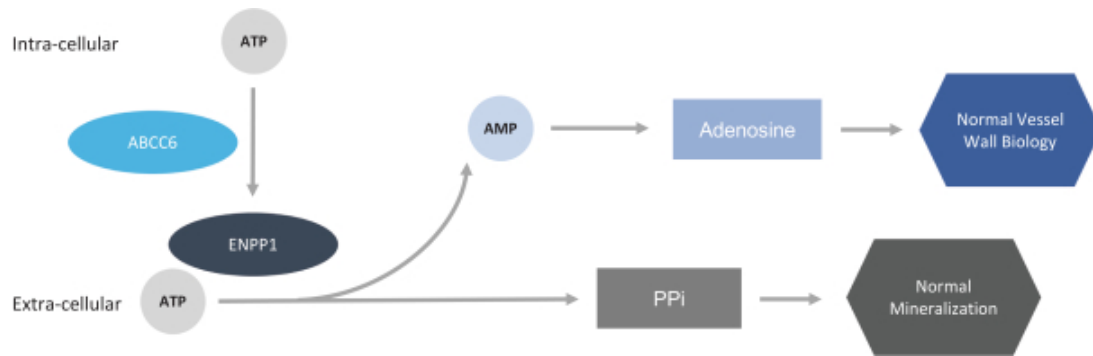 Intra-cellular
ATP
ABCC6
AMP
Adenosine
Normal Vessel
Wall Biology
ENPP1
Extra-cellular
ATP
PPi
Normal
Mineralization